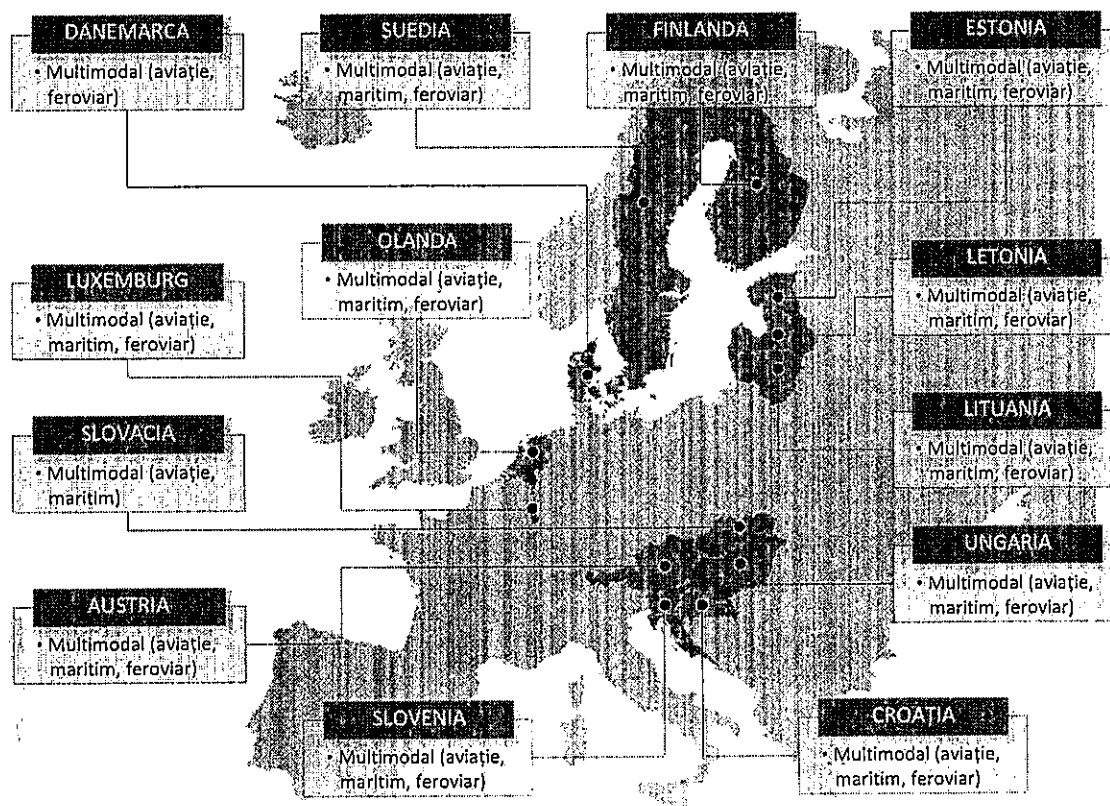 DANEMARCA
• Multimodal (aviație,
feroviar)
SUEDIA
• Multimodal (aviație,
maritim, feroviar)
FINLANDA
• Multimodal (aviație,
maritim, feroviar)
ESTONIA
• Multimodal (aviație,
maritim, feroviar)
OLANDA
• Multimodal (aviație,
maritim, feroviar)
LUXEMBURG
• Multimodal (aviație,
maritim, feroviar)
LETONIA
• Multimodal (aviație,
maritim, feroviar)
SLOVACIA
• Multimodal (aviație,
maritim)
LITUANIA
• Multimodal (aviație,
maritim, feroviar)
UNGARIA
• Multimodal (aviație,
maritim, feroviar)
AUSTRIA
• Multimodal (aviație,
maritim, feroviar)
SLOVENIA
• Multimodal (aviație,
maritim, feroviar)
CROAȚIA
• Multimodal (aviație,
maritim, feroviar)